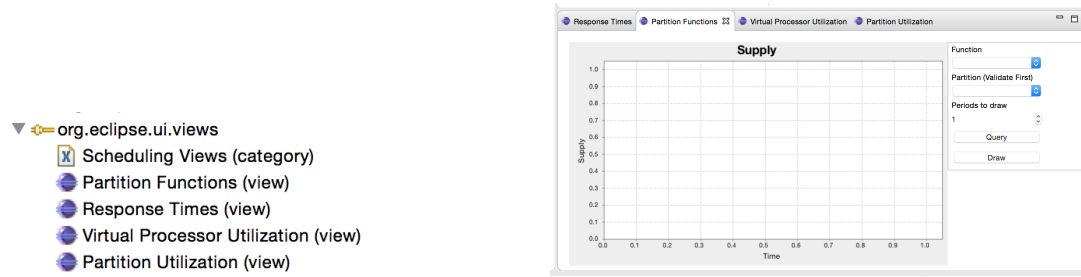 org.eclipse.ui.views
Scheduling Views (category)
Partition Functions (view)
Response Times (view)
Virtual Processor Utilization (view)
Partition Utilization (view)
Response Times Partition Functions Virtual Processor Utilization Partition Utilization
Supply
1.0
0.9
0.8
0.7
0.6
0.5
0.4
0.3
0.2
0.1
0.0
Supply
0.0 0.1 0.2 0.3 0.4 0.5 0.6 0.7 0.8 0.9 1.0
Time
Function
Partition (Validate First)
Periods to draw
1
Query
Draw